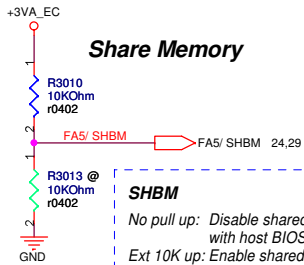 +3VA_EC
Share Memory
1
R3010
10KOhm
r0402
2
FA5/ SHBM
FA5/ SHBM 24,29
1
R3013 @
10KOhm
r0402
2
GND
SHBM
No pull up: Disable shared
with host BIOS
Ext 10K up: Enable shared